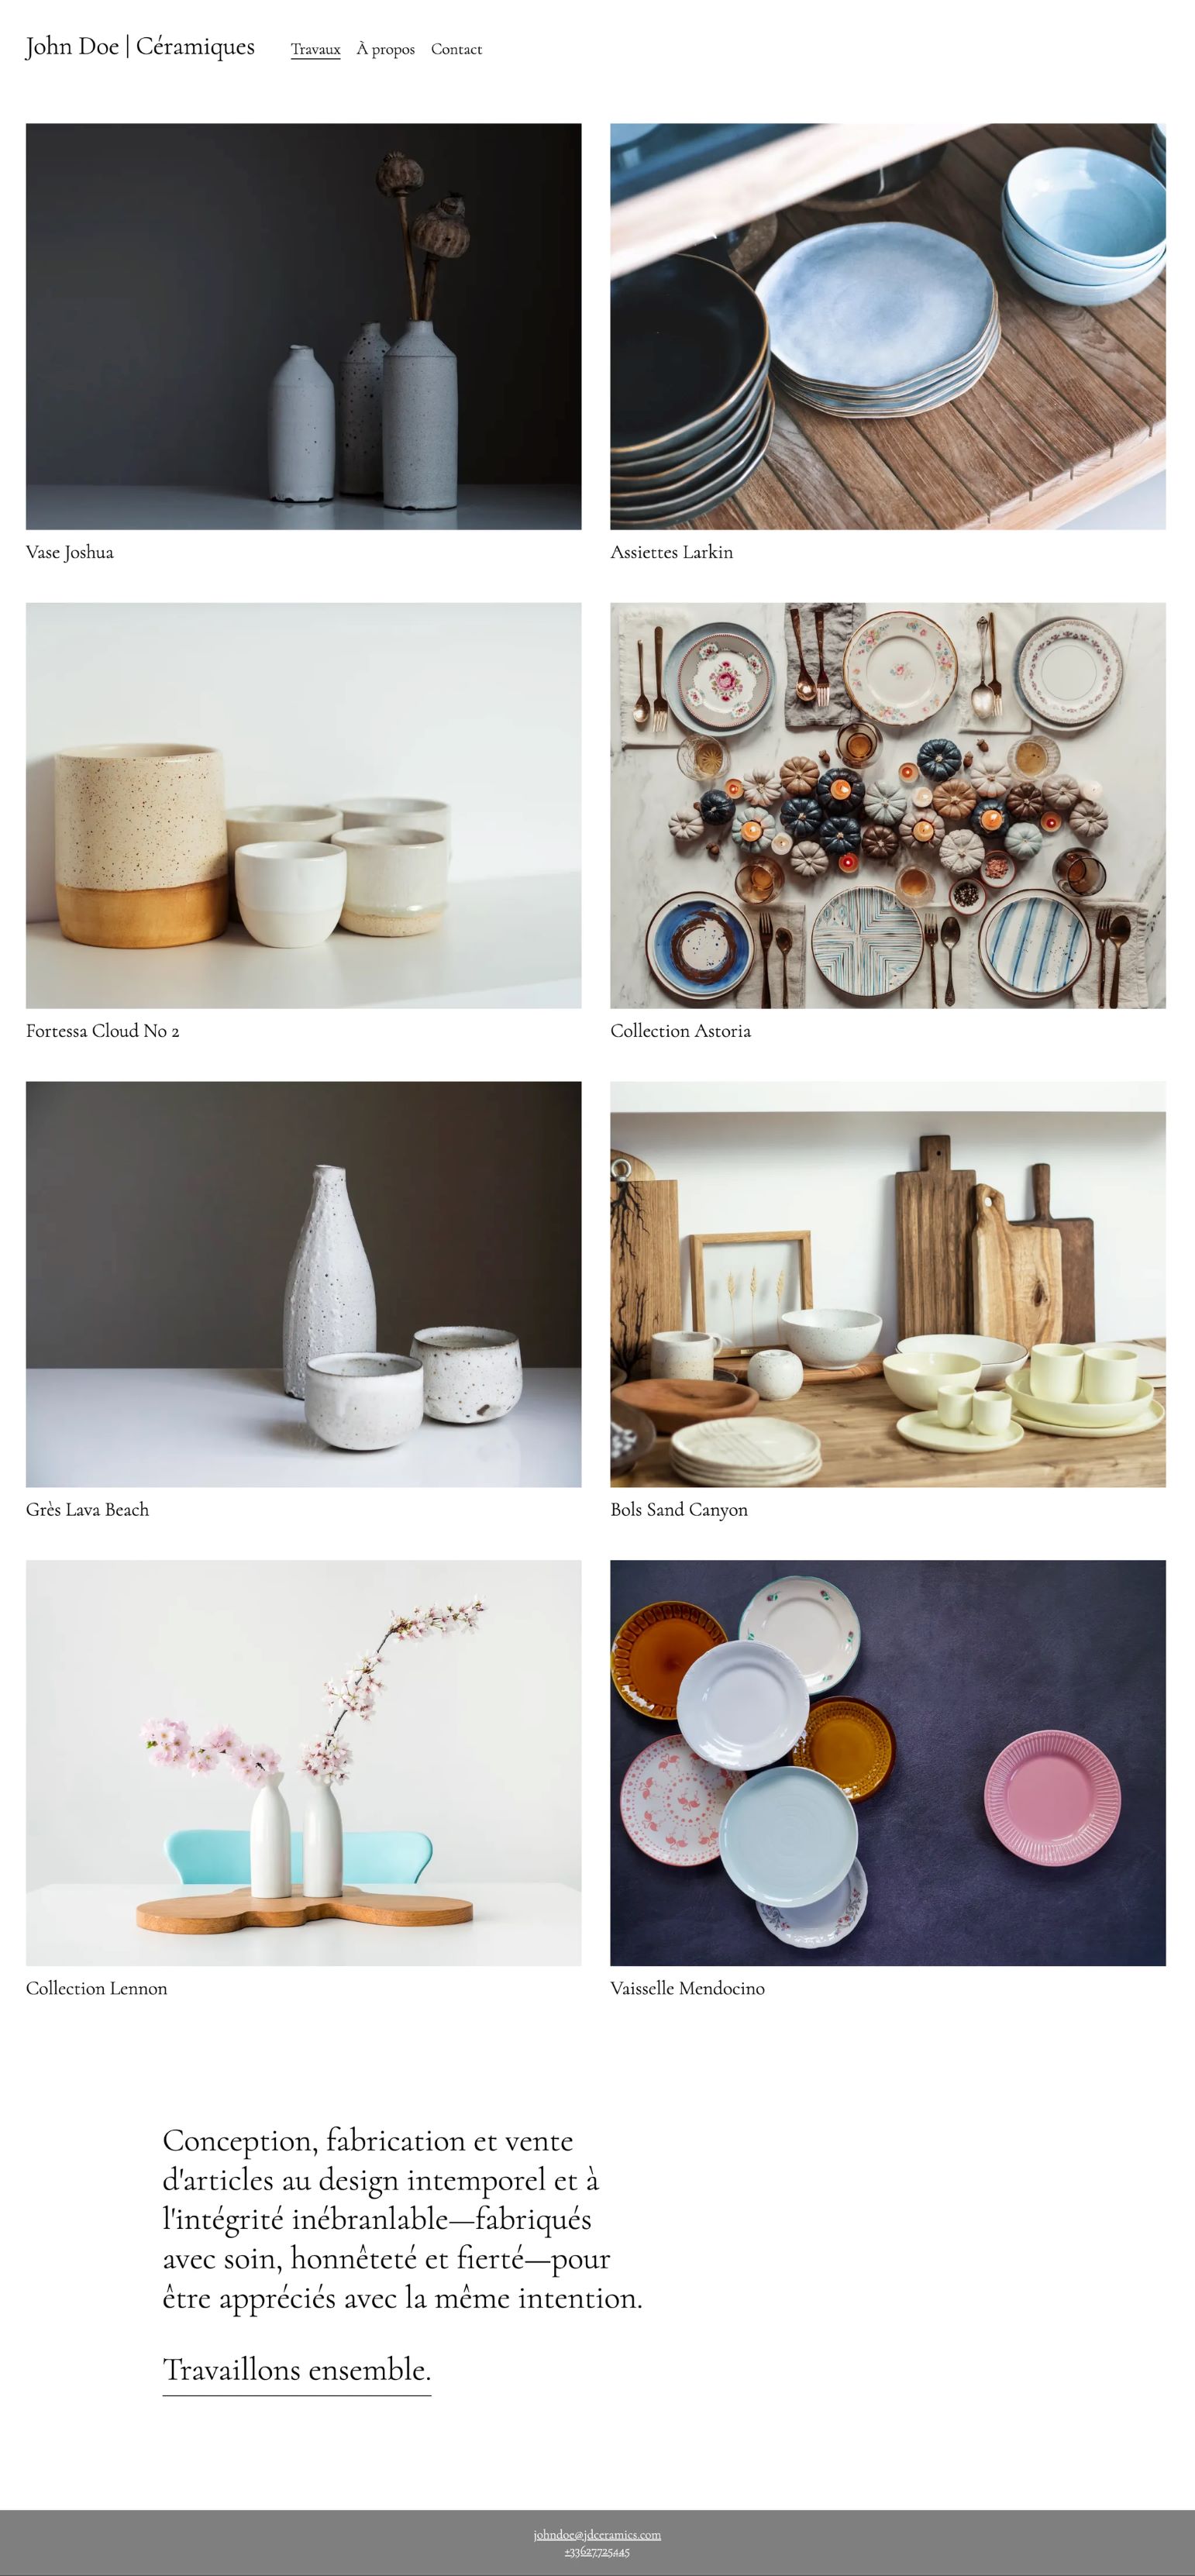 John Doe | Céramiques
Travaux À propos Contact
Vase Joshua
Assiettes Larkin
Fortessa Cloud No 2
Collection Astoria
Grès Lava Beach
Bols Sand Canyon
Collection Lennon
Vaisselle Mendocino
Conception, fabrication et vente
d'articles au design intemporel et à
l'intégrité inébranlable—fabriqués
avec soin, honnêteté et fierté—pour
être appréciés avec la même intention.
Travaillons ensemble.
johndoe@jdceramics.com
+33627725445